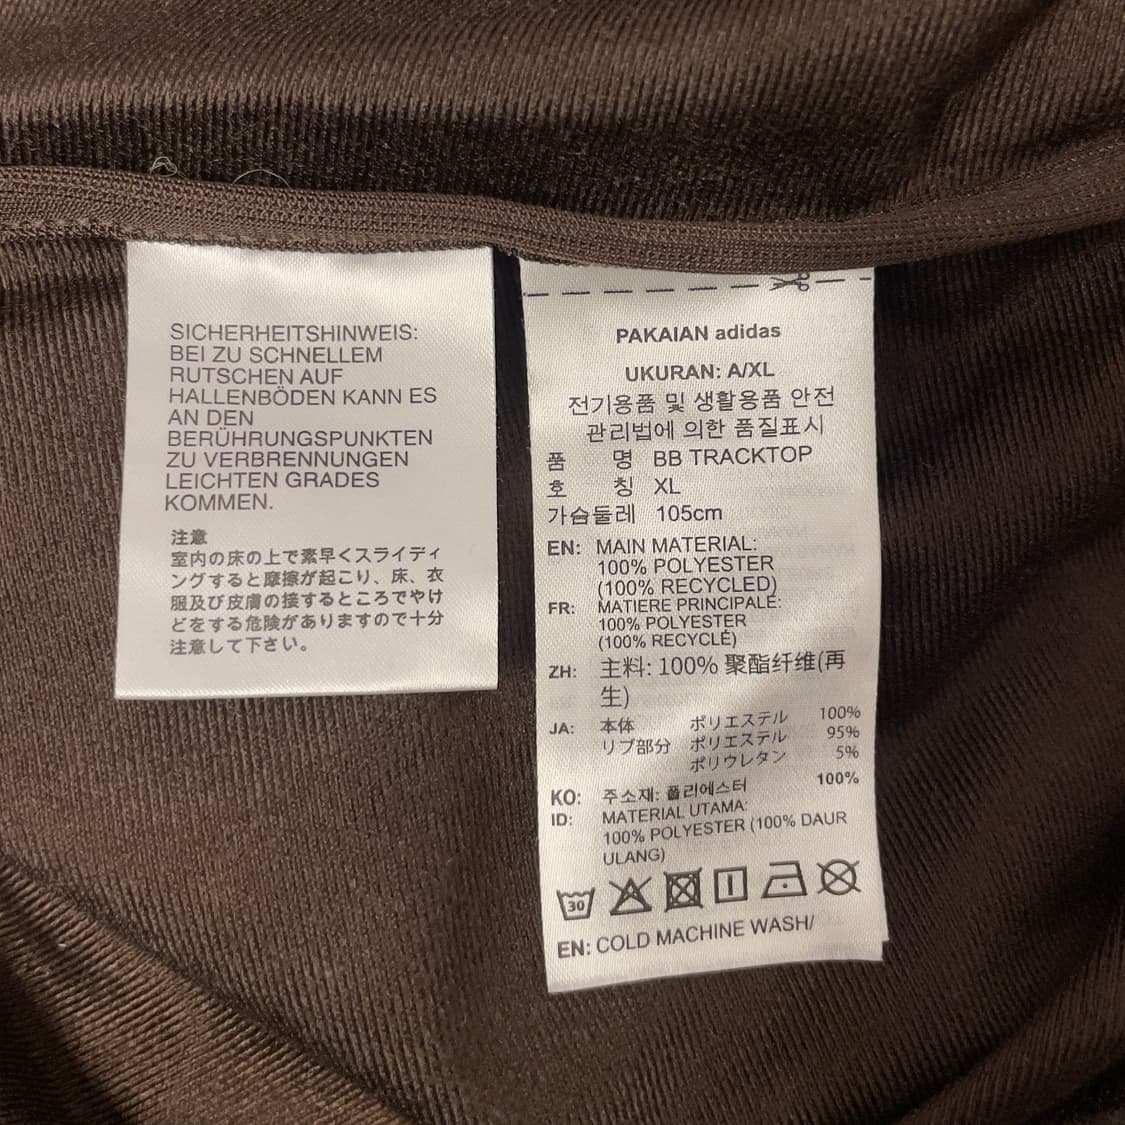 SICHERHEITSHINWEIS:
BEI ZU SCHNELLEM
RUTSCHEN AUF
HALLENBÖDEN KANN ES
AN DEN
BERÜHRUNGSPUNKTEN
ZU VERBRENNUNGEN
LEICHTEN GRADES
KOMMEN.
注意
室内の床の上で素早くスライディ
ングすると摩擦が起こり、床、衣
服及び皮膚の接するところでやけ
どをする危険がありますので十分
注意して下さい。
PAKAIAN adidas
UKURAN: A/XL
전기용품 및 생활용품 안전
관리법에 의한 품질표시
품 명 BB TRACKTOP
호 칭 XL
가슴둘레 105cm
EN: MAIN MATERIAL:
100% POLYESTER
(100% RECYCLED)
FR: MATIERE PRINCIPALE:
100% POLYESTER
(100% RECYCLÉ)
ZH: 主料: 100% 聚酯纤维(再
生)
JA: 本体 ポリエステル 100%
リブ部分 ポリエステル 95%
ポリウレタン 5%
KO: 주소재: 폴리에스터 100%
ID: MATERIAL UTAMA:
100% POLYESTER (100% DAUR
ULANG)
30
EN: COLD MACHINE WASH/